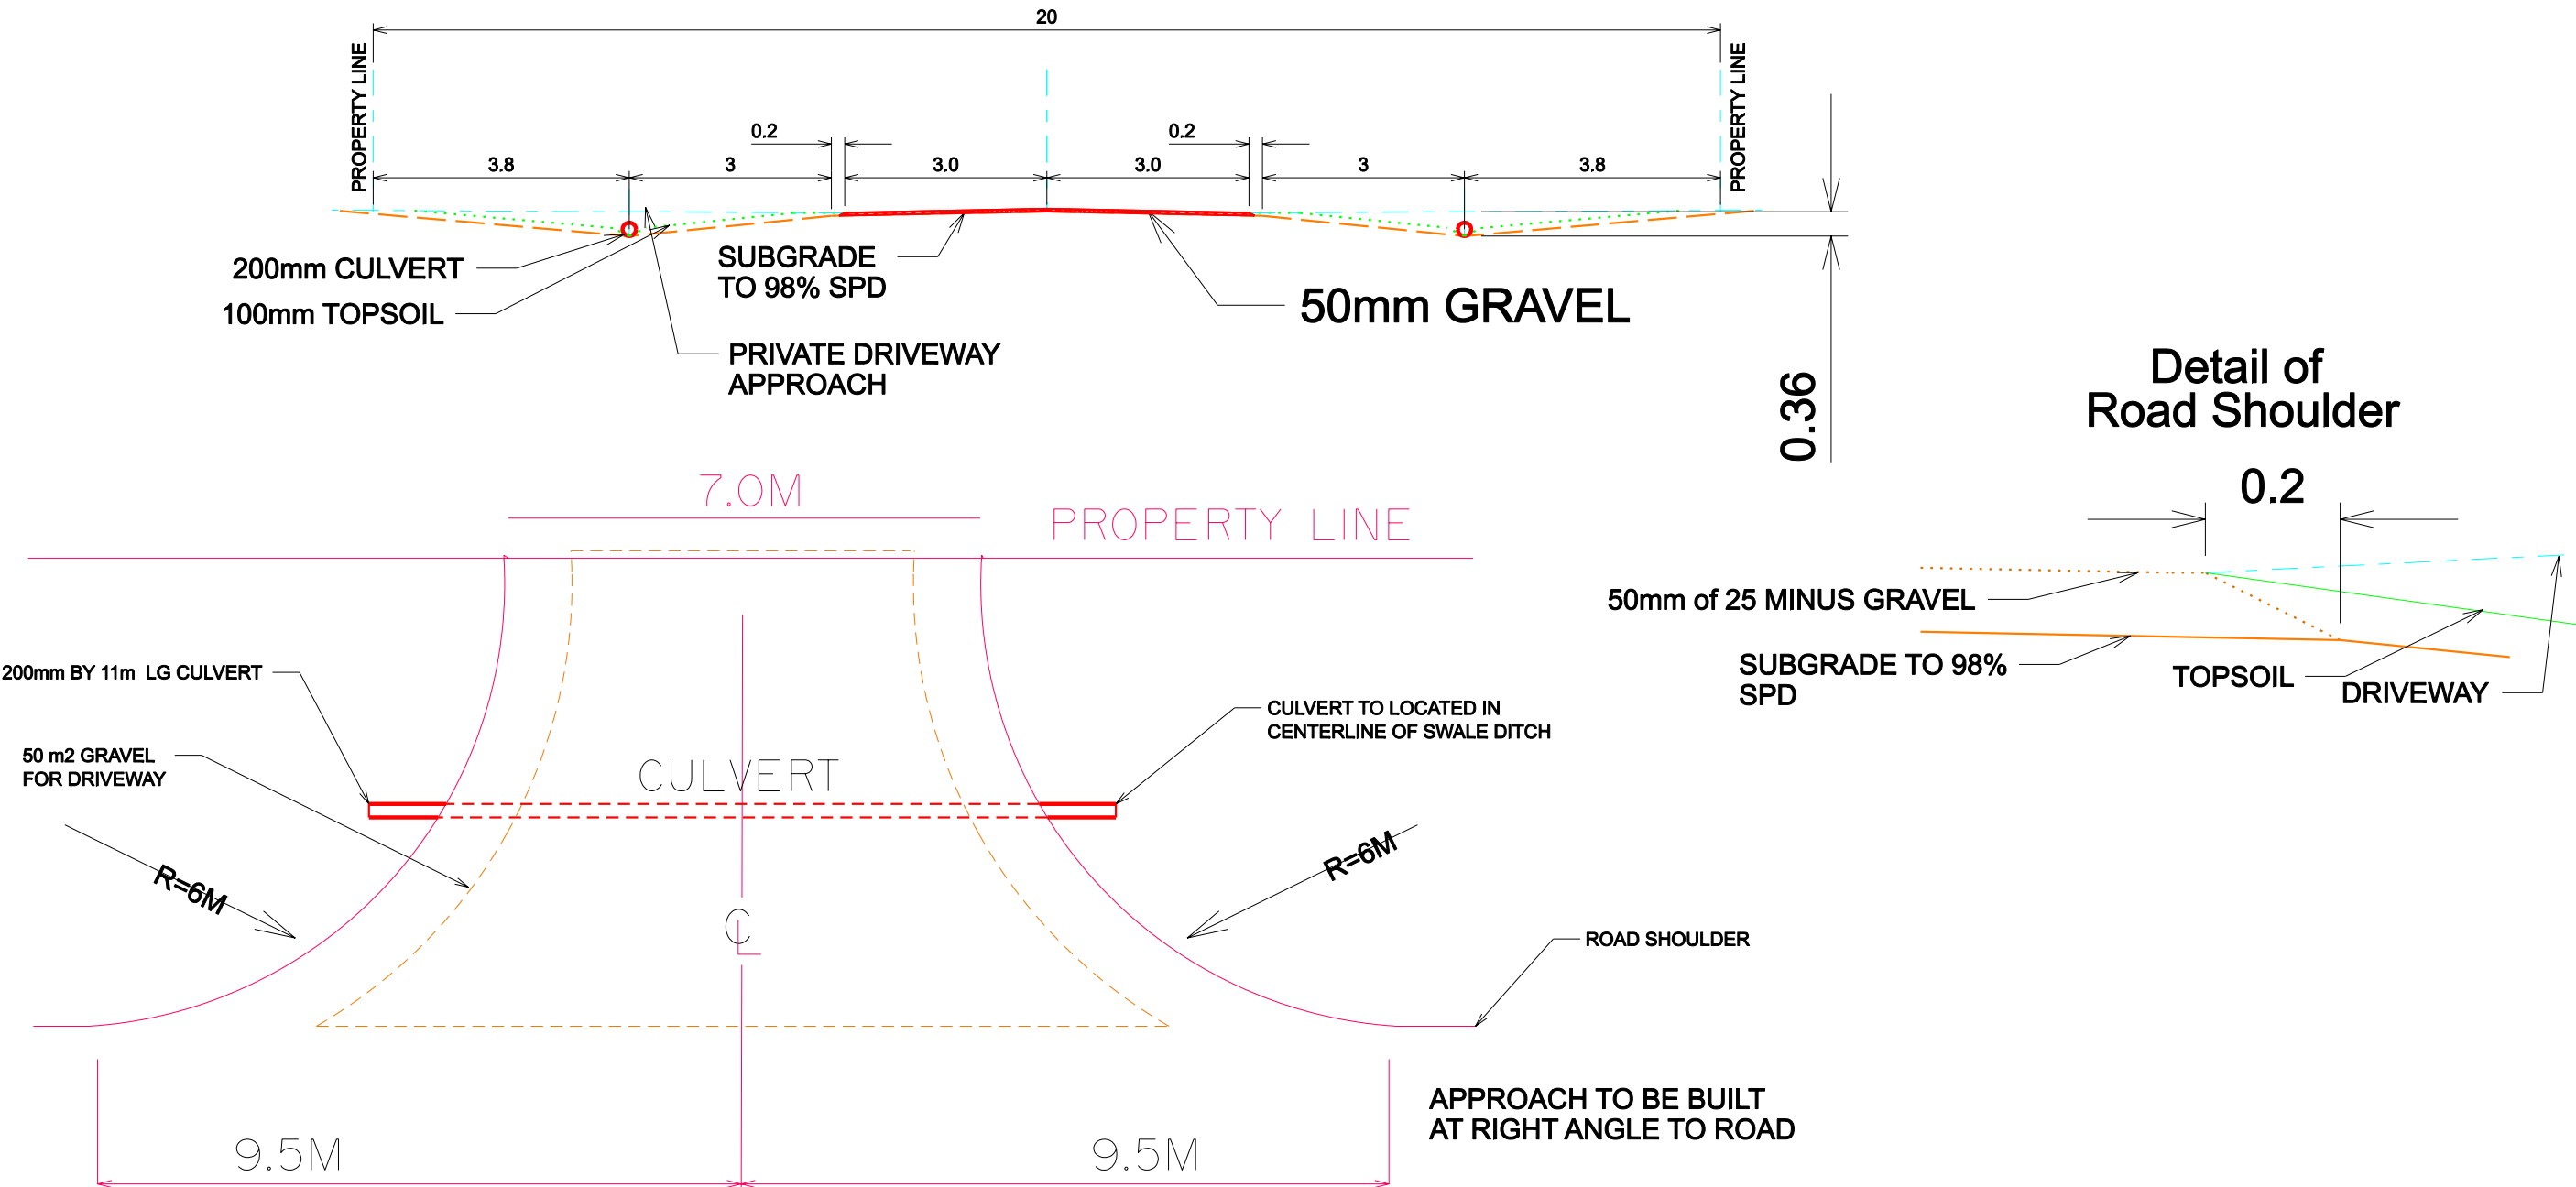 20
PROPERTY LINE
PROPERTY LINE
0.2
0.2
3.8
3
3.0
3.0
3
3.8
200mm CULVERT
100mm TOPSOIL
SUBGRADE
TO 98% SPD
50mm GRAVEL
PRIVATE DRIVEWAY
APPROACH
0.36
Detail of
Road Shoulder
0.2
50mm of 25 MINUS GRAVEL
SUBGRADE TO 98%
SPD
TOPSOIL
DRIVEWAY
7.0M
PROPERTY LINE
200mm BY 11m LG CULVERT
50 m2 GRAVEL
FOR DRIVEWAY
CULVERT
CULVERT TO LOCATED IN
CENTERLINE OF SWALE DITCH
R=6M
R=6M
℄
ROAD SHOULDER
APPROACH TO BE BUILT
AT RIGHT ANGLE TO ROAD
9.5M
9.5M